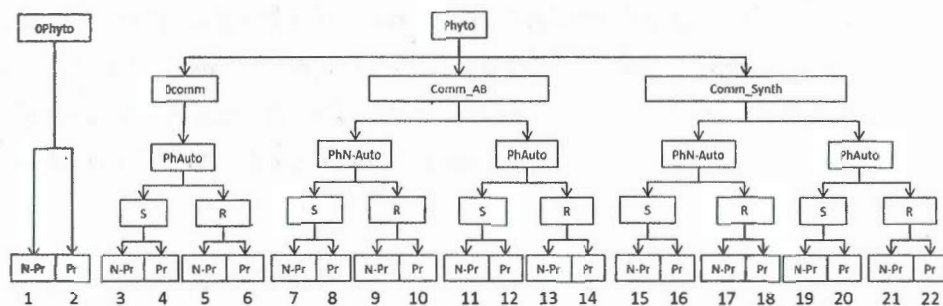 0Phyto Phyto
0comm Comm_AB Comm_Synth
PhAuto PhN-Auto PhAuto PhN-Auto PhAuto
S R S R S R S R S R
N-Pr Pr N-Pr Pr N-Pr Pr N-Pr Pr N-Pr Pr N-Pr Pr N-Pr Pr N-Pr Pr N-Pr Pr N-Pr Pr N-Pr Pr
1 2 3 4 5 6 7 8 9 10 11 12 13 14 15 16 17 18 19 20 21 22